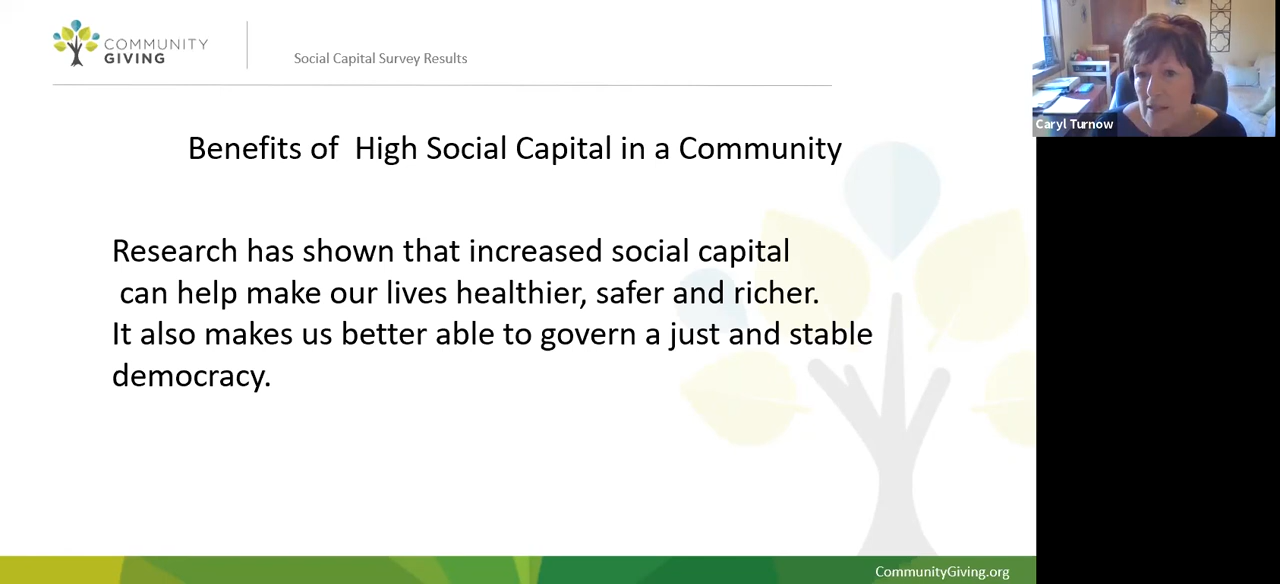 COMMUNITY
GIVING
Social Capital Survey Results
Caryl Turnow
Benefits of  High Social Capital in a Community
Research has shown that increased social capital
can help make our lives healthier, safer and richer.
It also makes us better able to govern a just and stable
democracy.
CommunityGiving.org